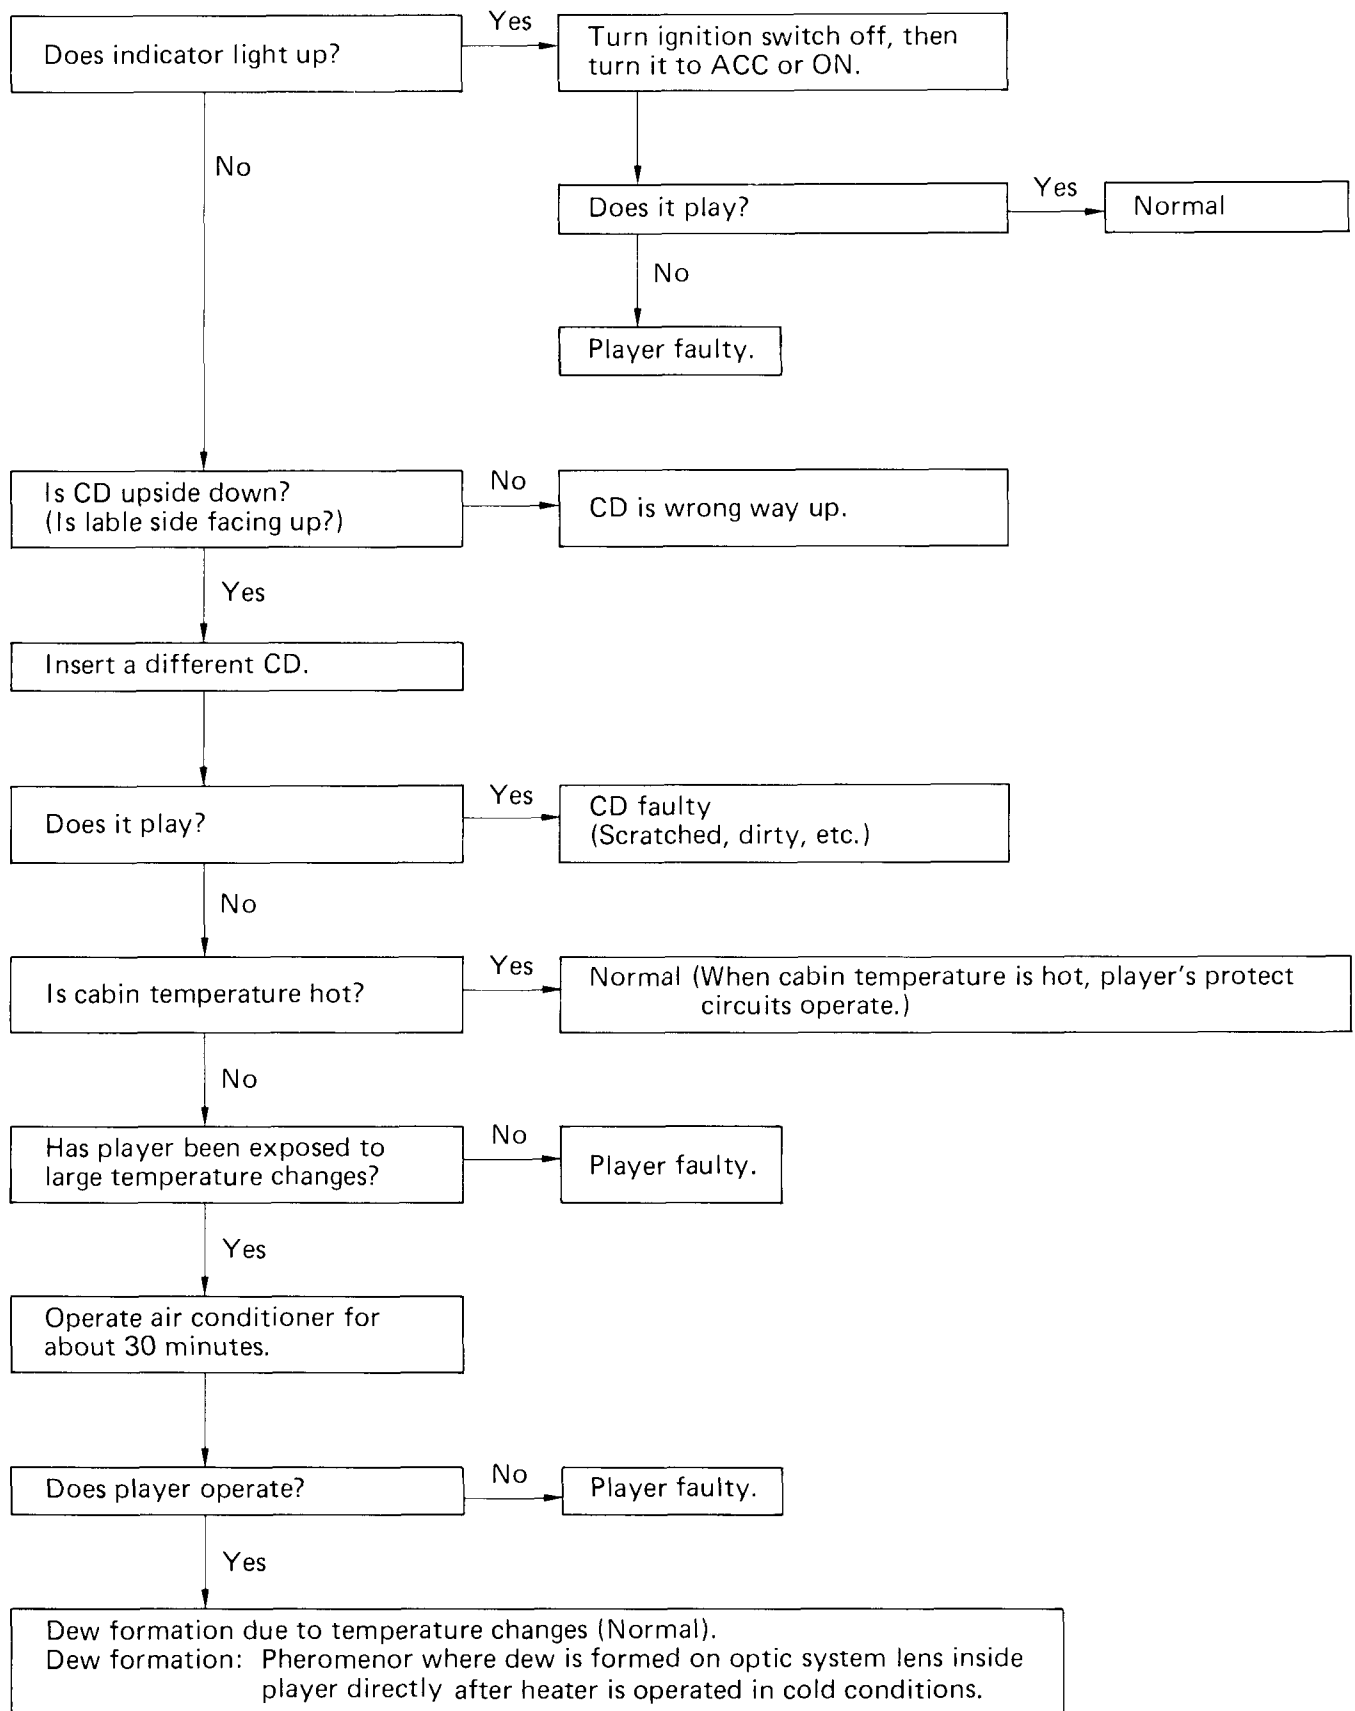 Does indicator light up?
Yes
Turn ignition switch off, then
turn it to ACC or ON.
No
Does it play?
Yes
Normal
No
Player faulty.
Is CD upside down?
(Is lable side facing up?)
No
CD is wrong way up.
Yes
Insert a different CD.
Does it play?
Yes
CD faulty
(Scratched, dirty, etc.)
No
Is cabin temperature hot?
Yes
Normal (When cabin temperature is hot, player's protect
circuits operate.)
No
Has player been exposed to
large temperature changes?
No
Player faulty.
Yes
Operate air conditioner for
about 30 minutes.
Does player operate?
No
Player faulty.
Yes
Dew formation due to temperature changes (Normal).
Dew formation: Pheromenor where dew is formed on optic system lens inside
player directly after heater is operated in cold conditions.